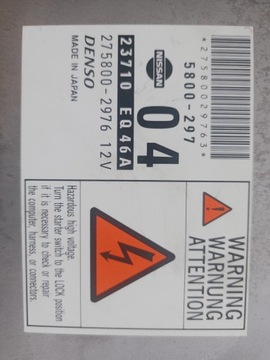 *27580029763*
5800-297
NISSAN
04
23710 EQ46A
275800-2976 12V
DENSO
MADE IN JAPAN
WARNING
WARNUNG
ATTENTION
Hazardous high voltage.
Turn the starter switch to the LOCK position
if it is necessary to check or repair
the computer, harness, or connectors.